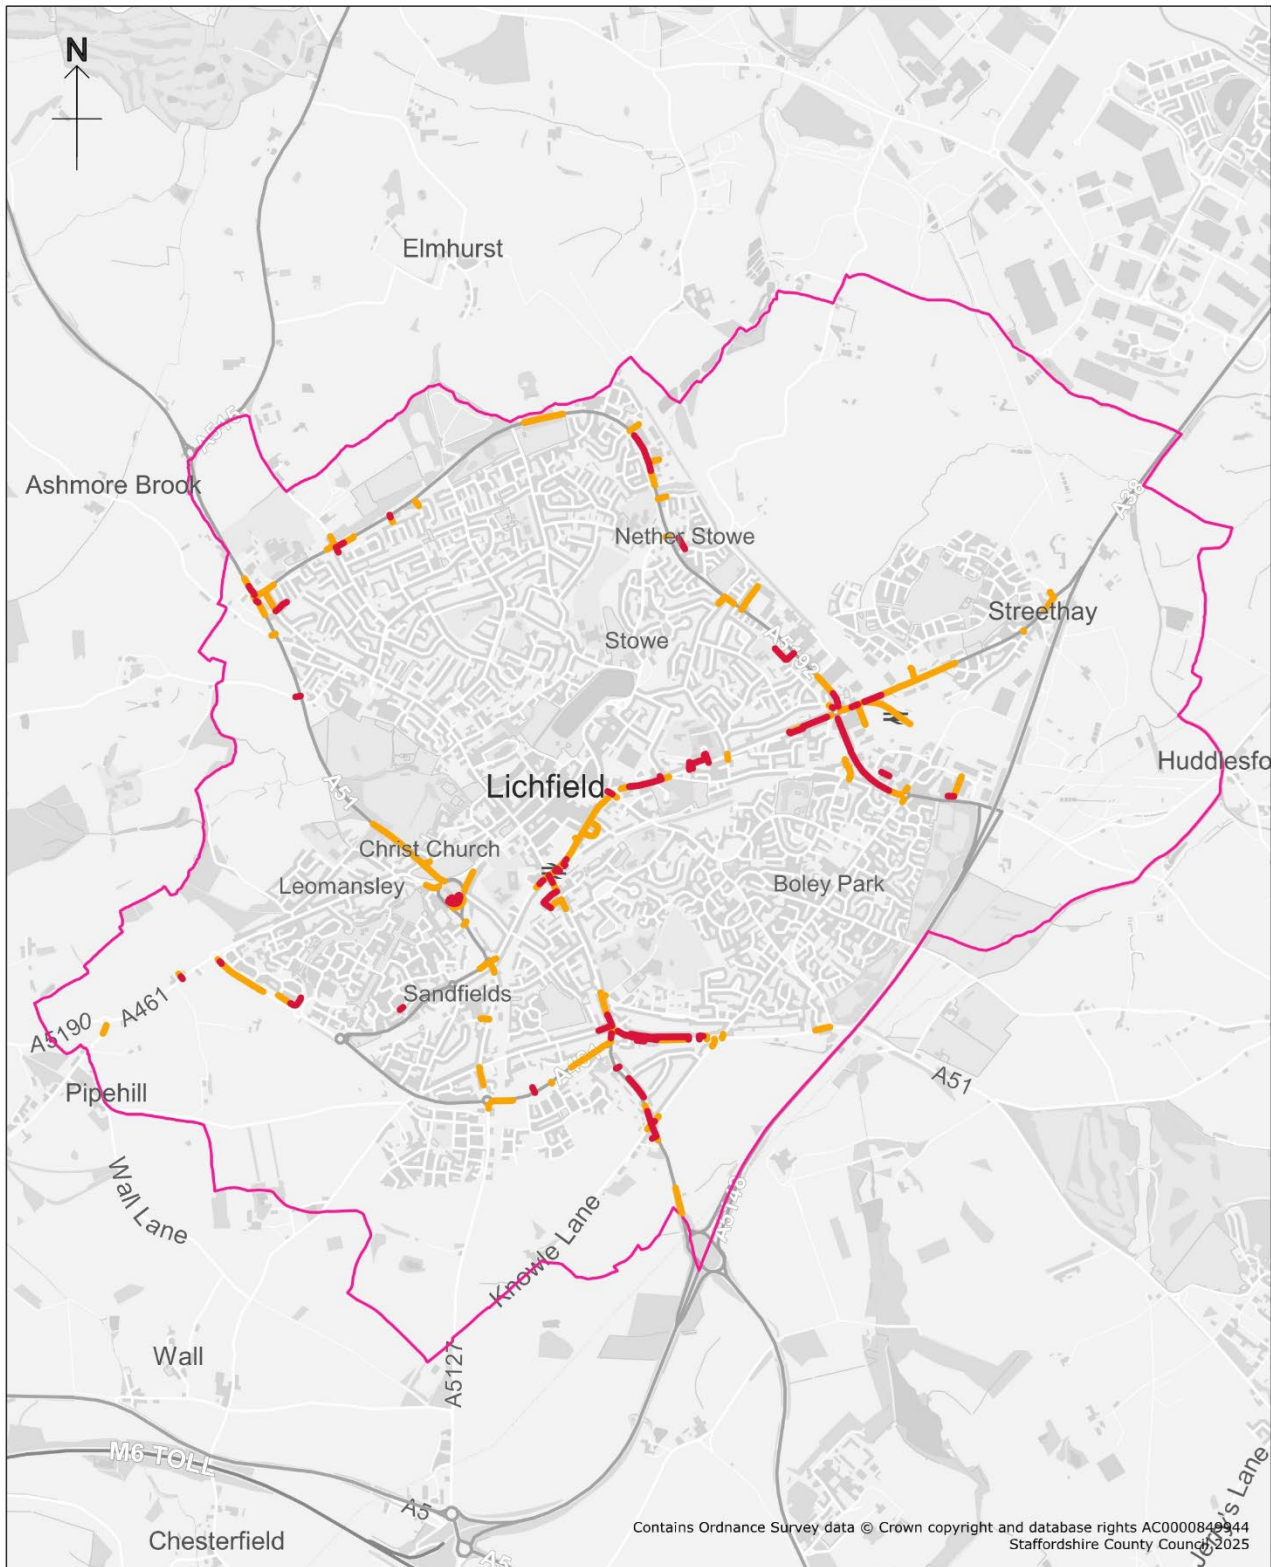 N
Elmhurst
A515
Ashmore Brook
A38
Nether Stowe
Streethay
Stowe
A5192
Huddlesfo
Lichfield
A51
Christ Church
Leomansley
Boley Park
Sandfields
A461
A5190
A51
Pipehill
Wall Lane
A5148
Knowle Lane
Wall
A5127
M6 TOLL
A5
Chesterfield
A5
Contains Ordnance Survey data © Crown copyright and database rights AC0000849944
Staffordshire County Council 2025